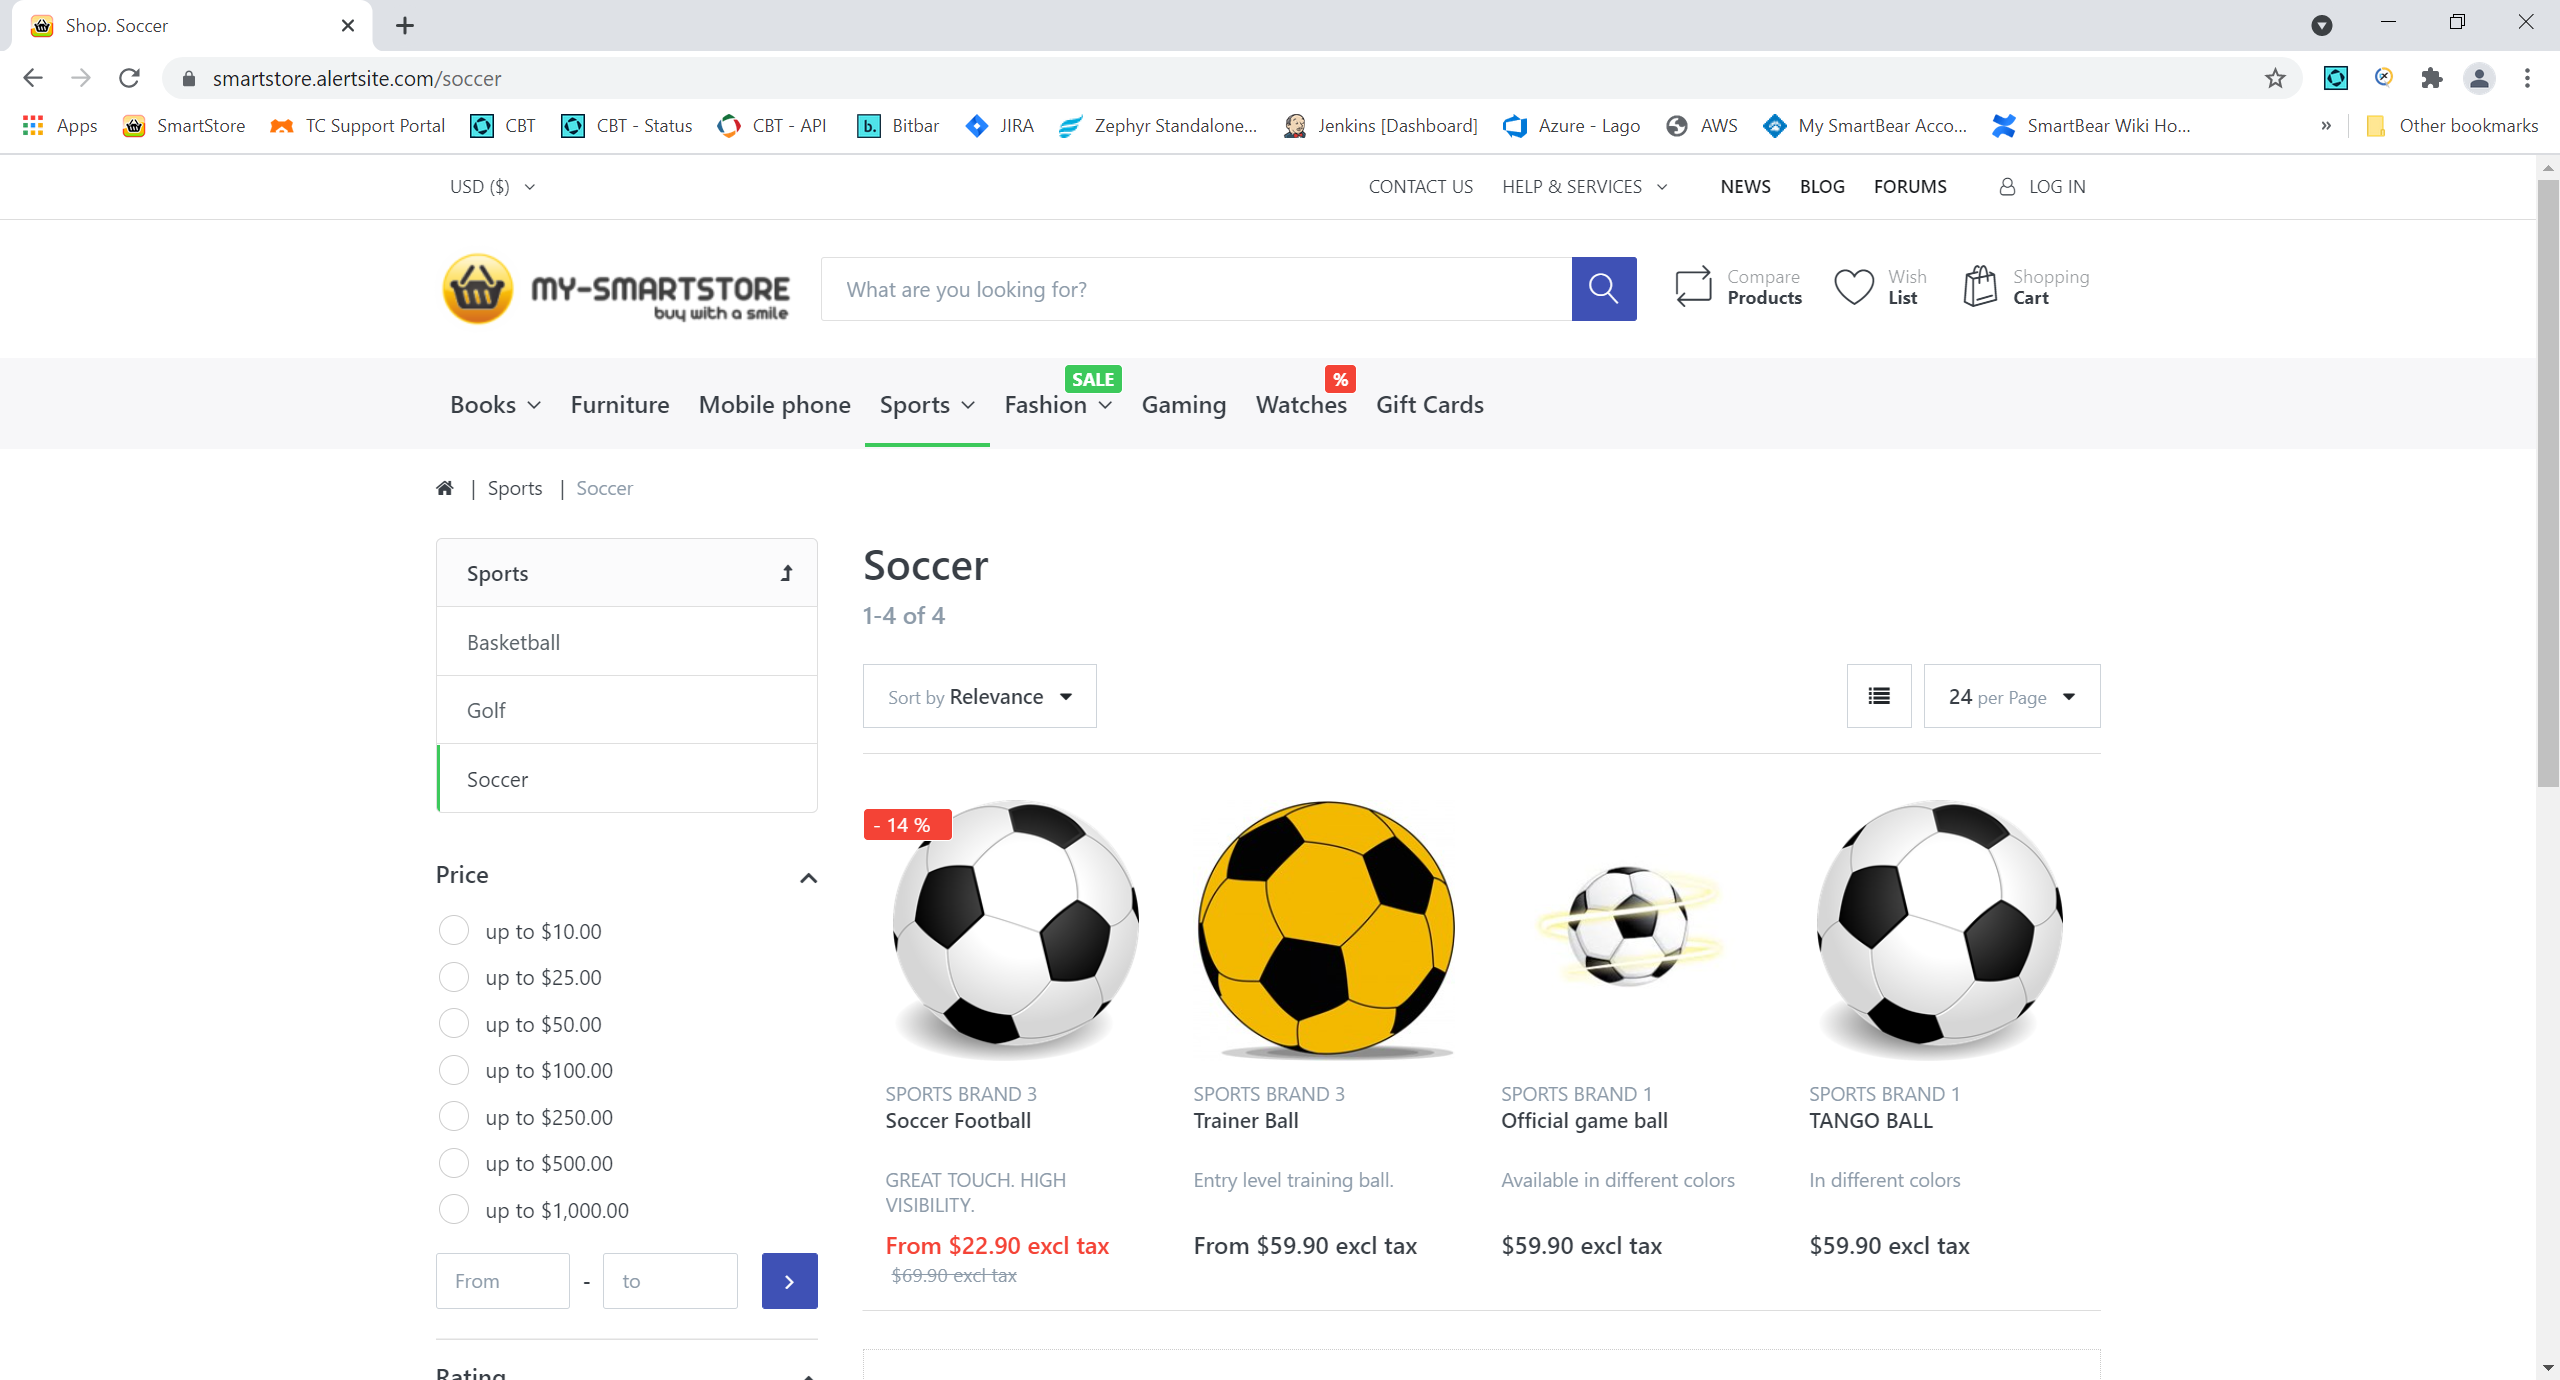 Shop. Soccer
smartstore.alertsite.com/soccer
Apps SmartStore TC Support Portal CBT CBT - Status CBT - API b. Bitbar JIRA Zephyr Standalone... Jenkins [Dashboard] Azure - Lago AWS My SmartBear Acco... SmartBear Wiki Ho... » Other bookmarks
USD ($) CONTACT US HELP & SERVICES NEWS BLOG FORUMS LOG IN
MY-SMARTSTORE
buy with a smile
What are you looking for?
Compare
Products
Wish
List
Shopping
Cart
SALE %
Books Furniture Mobile phone Sports Fashion Gaming Watches Gift Cards
| Sports | Soccer
Sports
Basketball
Golf
Soccer
Price
up to $10.00
up to $25.00
up to $50.00
up to $100.00
up to $250.00
up to $500.00
up to $1,000.00
From - to
Rating
Soccer
1-4 of 4
Sort by Relevance
24 per Page
- 14 %
SPORTS BRAND 3
Soccer Football
GREAT TOUCH. HIGH
VISIBILITY.
From $22.90 excl tax
$69.90 excl tax
SPORTS BRAND 3
Trainer Ball
Entry level training ball.
From $59.90 excl tax
SPORTS BRAND 1
Official game ball
Available in different colors
$59.90 excl tax
SPORTS BRAND 1
TANGO BALL
In different colors
$59.90 excl tax